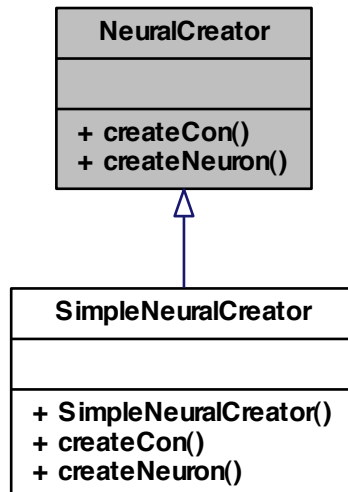 NeuralCreator
+ createCon()
+ createNeuron()
SimpleNeuralCreator
+ SimpleNeuralCreator()
+ createCon()
+ createNeuron()